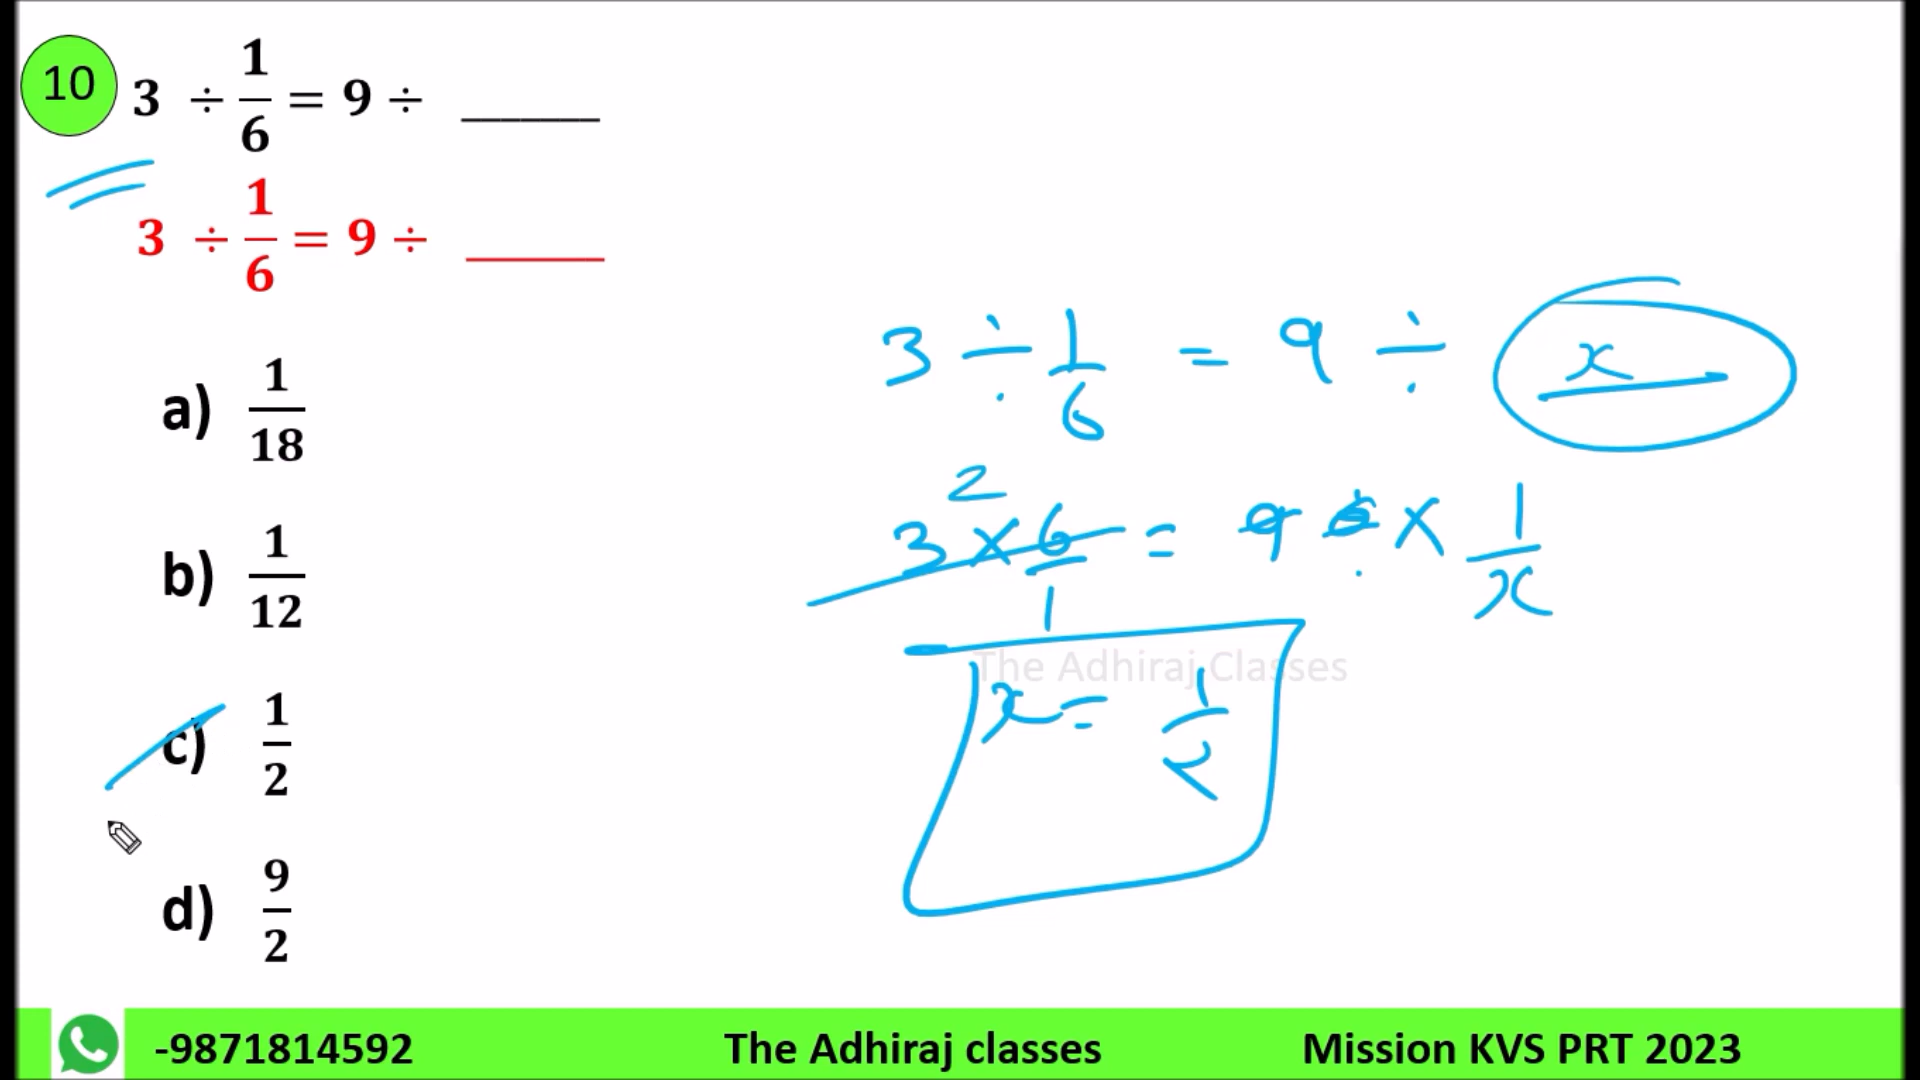 10 3 ÷ 1/6 = 9 ÷ ______
3 ÷ 1/6 = 9 ÷ ______
a) 1/18
b) 1/12
c) 1/2
d) 9/2
3 ÷ 1/6 = 9 ÷ x
2
3 × 6/1 = 9 × 1/x
The Adhiraj Classes
x = 1/2
-9871814592 The Adhiraj classes Mission KVS PRT 2023